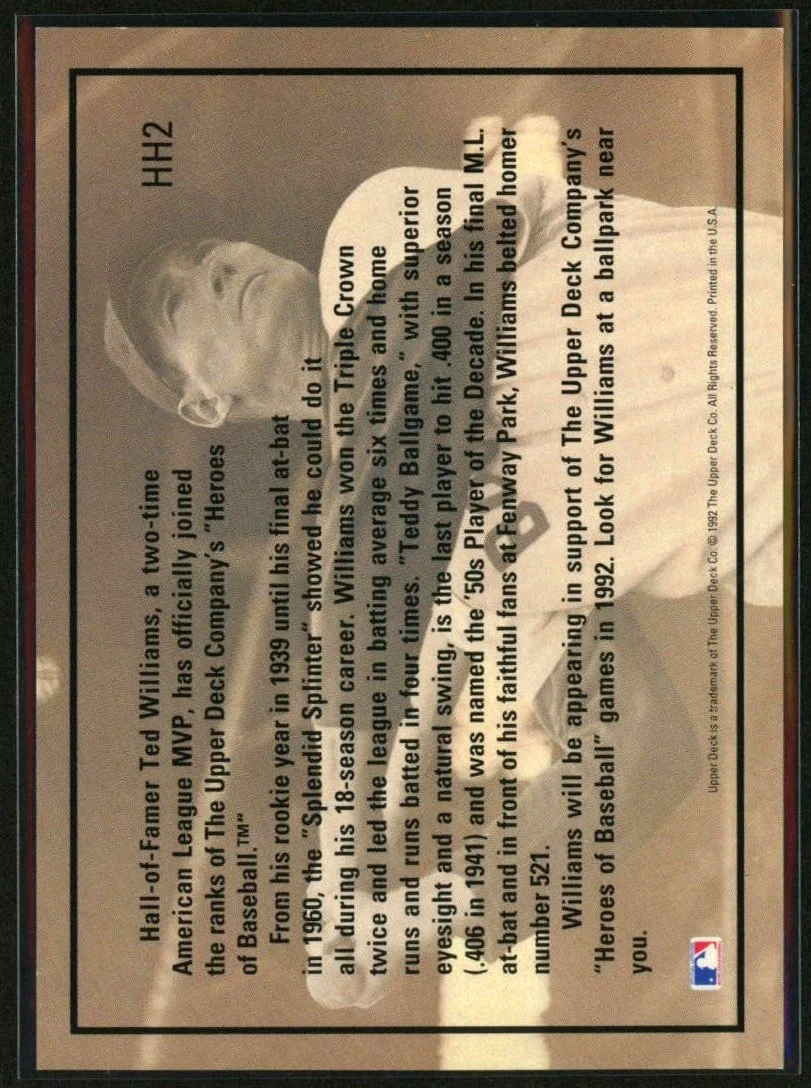 HH2
Hall-of-Famer Ted Williams, a two-time
American League MVP, has officially joined
the ranks of The Upper Deck Company's "Heroes
of Baseball.™"
From his rookie year in 1939 until his final at-bat
in 1960, the "Splendid Splinter" showed he could do it
all during his 18-season career. Williams won the Triple Crown
twice and led the league in batting average six times and home
runs and runs batted in four times. "Teddy Ballgame," with superior
eyesight and a natural swing, is the last player to hit .400 in a season
(.406 in 1941) and was named the '50s Player of the Decade. In his final M.L.
at-bat and in front of his faithful fans at Fenway Park, Williams belted homer
number 521.
Williams will be appearing in support of The Upper Deck Company's
"Heroes of Baseball" games in 1992. Look for Williams at a ballpark near
you.
Upper Deck is a trademark of The Upper Deck Co. © 1992 The Upper Deck Co. All Rights Reserved. Printed in the U.S.A.